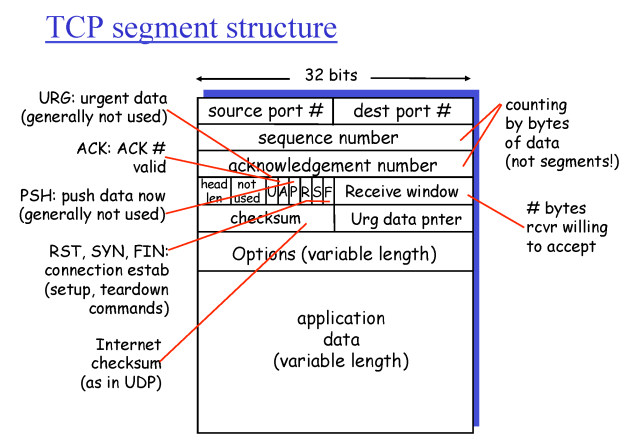 TCP segment structure
32 bits
URG: urgent data
(generally not used)
ACK: ACK #
valid
PSH: push data now
(generally not used)
RST, SYN, FIN:
connection estab
(setup, teardown
commands)
Internet
checksum
(as in UDP)
source port #
dest port #
sequence number
acknowledgement number
head
len
not
used
U A P R S F
Receive window
checksum
Urg data pnter
Options (variable length)
application
data
(variable length)
counting
by bytes
of data
(not segments!)
# bytes
rcvr willing
to accept